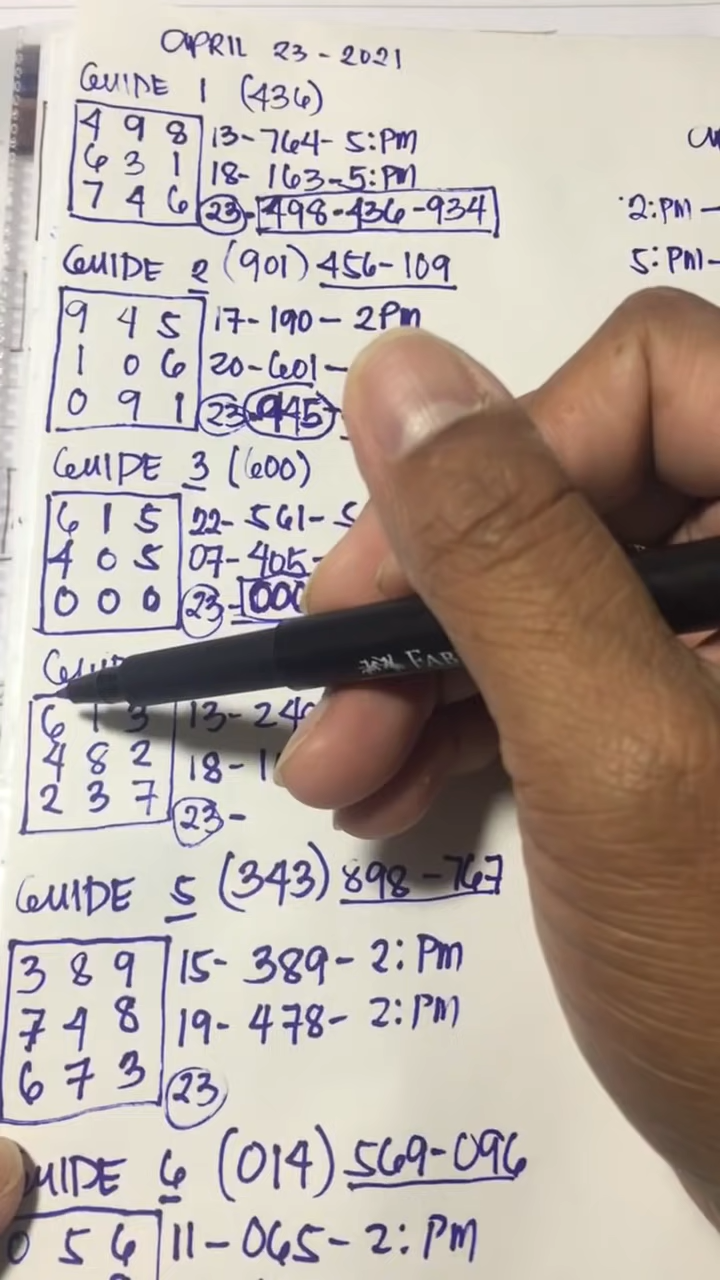 APRIL 23-2021
GUIDE 1 (436)
4 9 8 13-764-5:PM
6 3 1 18-163-5:PM
7 4 6 23-498-436-934
2:PM-
5:PM-
GUIDE 2 (901) 456-109
9 4 5 17-190-2PM
1 0 6 20-601-
0 9 1 23-945-
GUIDE 3 (600)
6 1 5 22-561-5
4 0 5 07-405-
0 0 0 23-000
6 1 3 13-240
4 8 2 18-1
2 3 7 23-
FAB
GUIDE 5 (343) 898-767
3 8 9 15-389-2:PM
7 4 8 19-478-2:PM
6 7 3 23
UIDE 6 (014) 569-096
0 5 6 11-065-2:PM